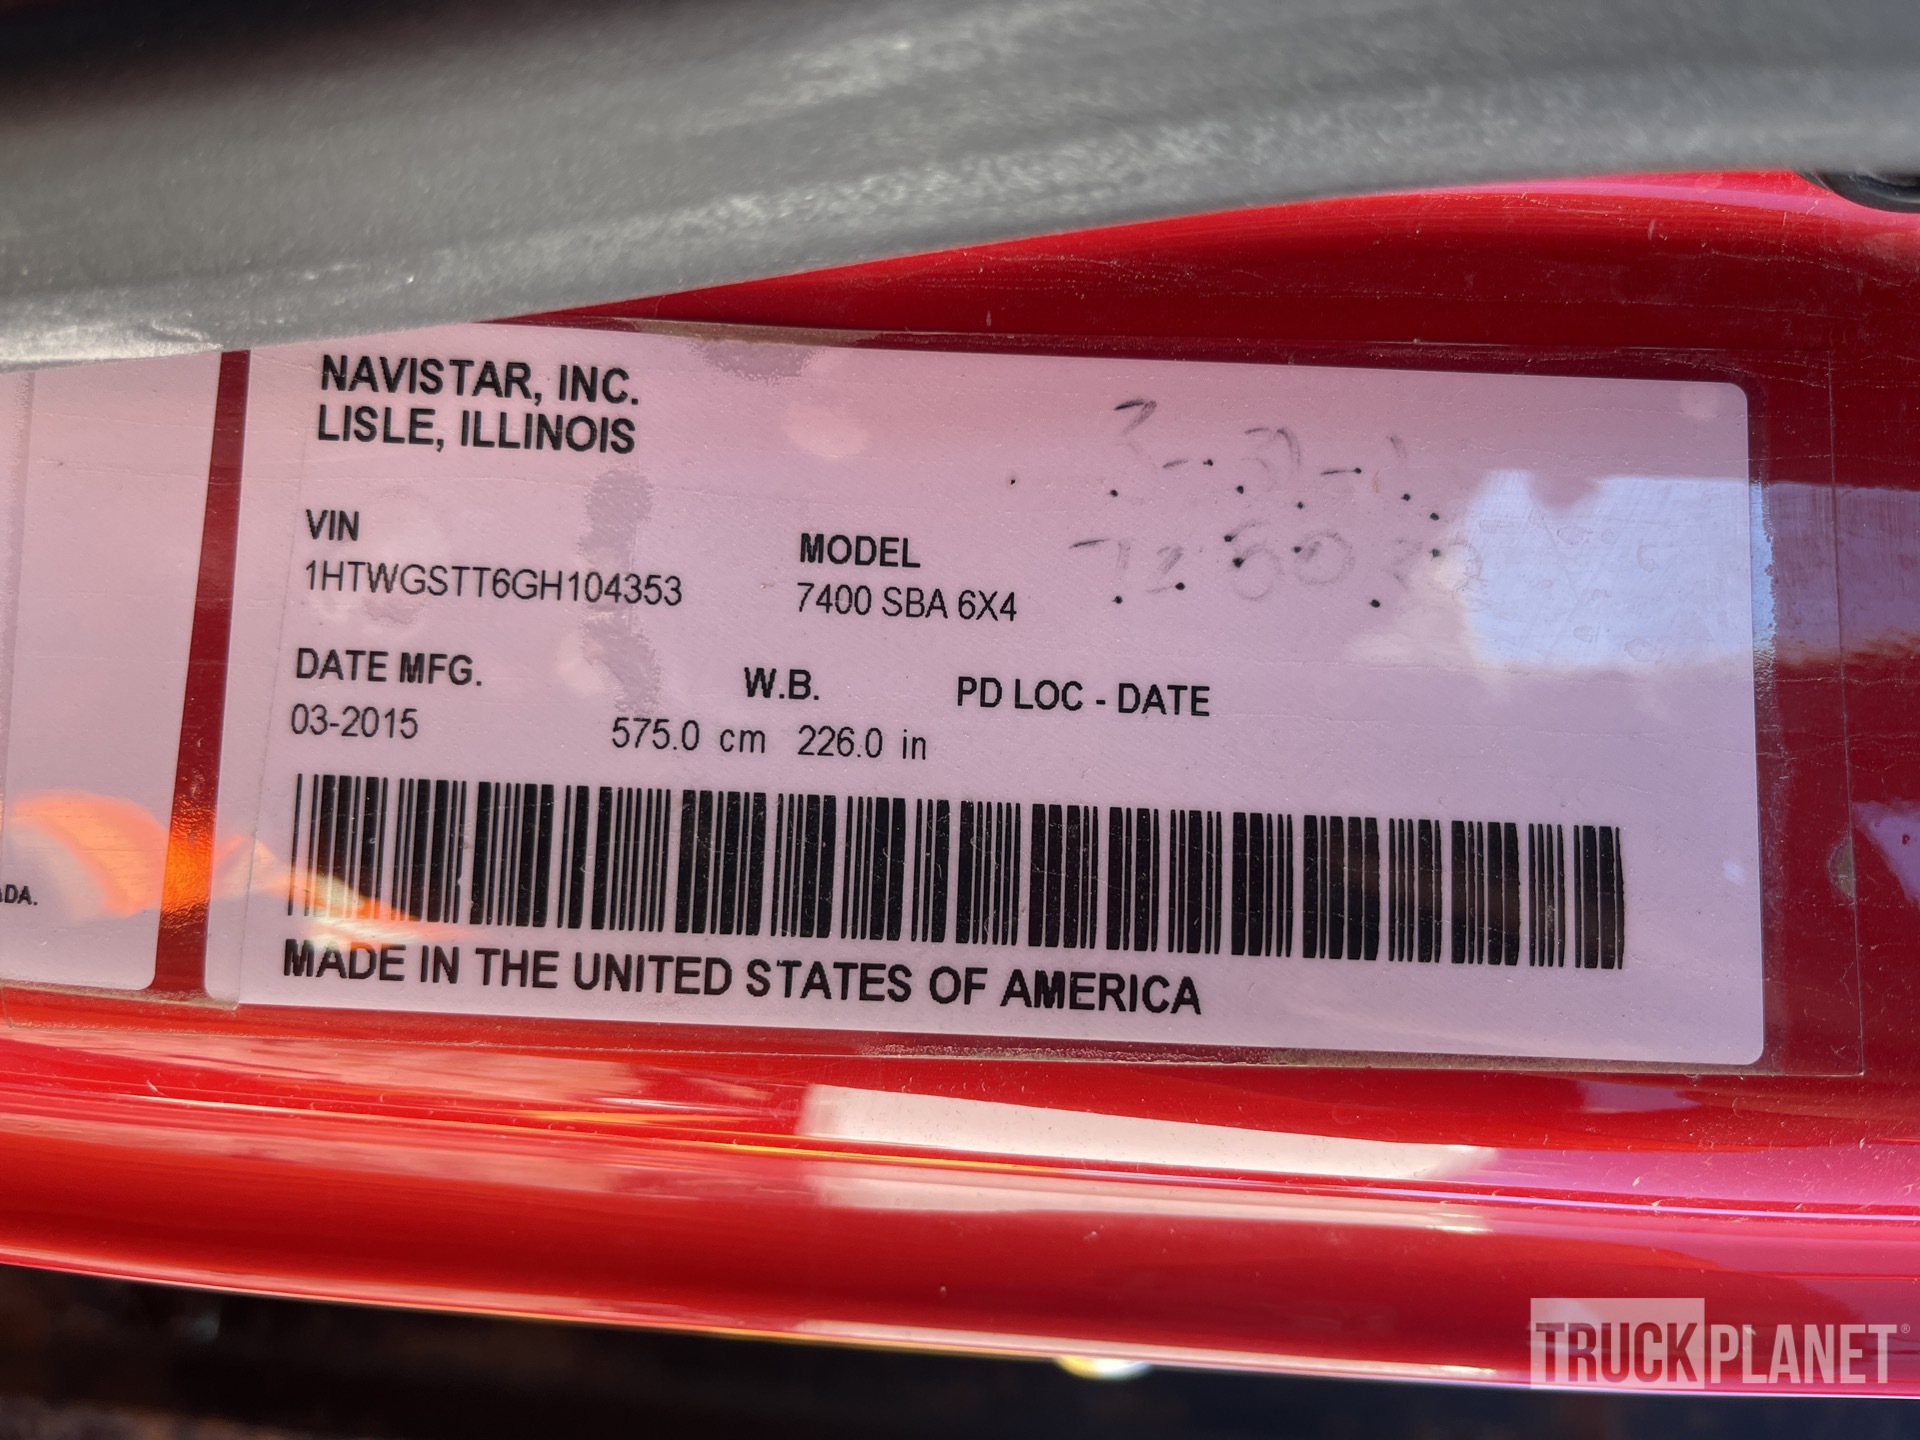 NAVISTAR, INC.
LISLE, ILLINOIS
VIN
1HTWGSTT6GH104353
MODEL
7400 SBA 6X4
DATE MFG.
03-2015
W.B.
575.0 cm 226.0 in
PD LOC - DATE
MADE IN THE UNITED STATES OF AMERICA
DA.
TRUCKPLANET®